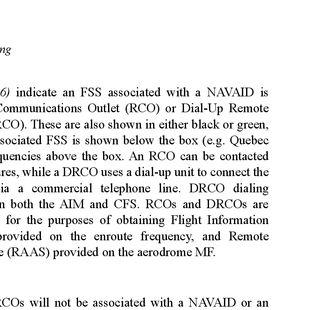 ng
6) indicate an FSS associated with a NAVAID is
Communications Outlet (RCO) or Dial-Up Remote
RCO). These are also shown in either black or green,
sociated FSS is shown below the box (e.g. Quebec
quencies above the box. An RCO can be contacted
res, while a DRCO uses a dial-up unit to connect the
ia a commercial telephone line. DRCO dialing
n both the AIM and CFS. RCOs and DRCOs are
for the purposes of obtaining Flight Information
provided on the enroute frequency, and Remote
e (RAAS) provided on the aerodrome MF.
RCOs will not be associated with a NAVAID or an